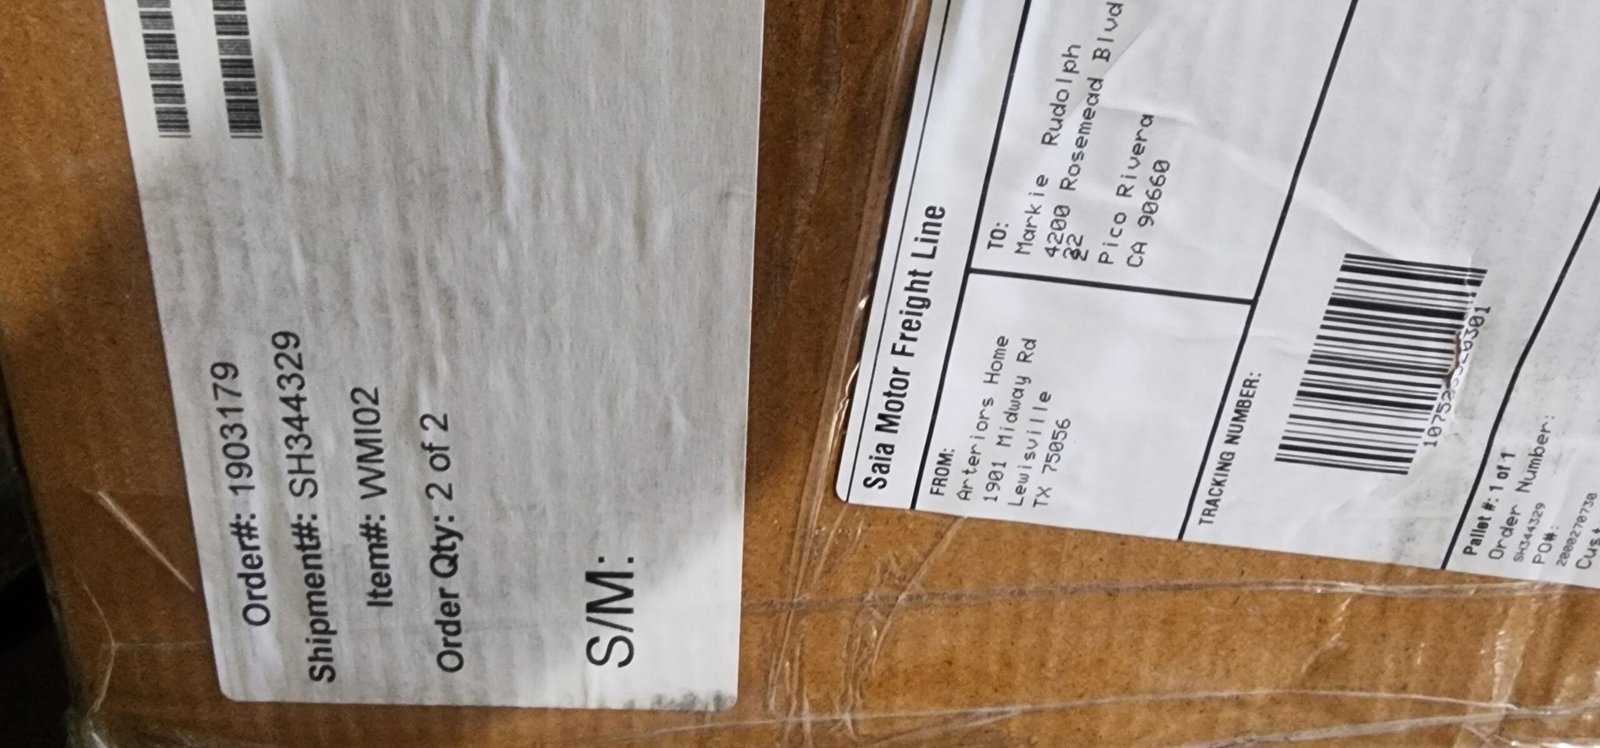 Order#: 1903179
Shipment#: SH344329
Item#: WMI02
Order Qty: 2 of 2
S/M:
Saia Motor Freight Line
FROM:
Arteriors Home
1901 Midway Rd
Lewisville
TX 75056
TO:
Markie Rudolph
4200 Rosemead Blvd
Pico Rivera
CA 90660
TRACKING NUMBER:
Pallet #: 1 of 1
Order Number:
SH344329
PO#:
2000270730